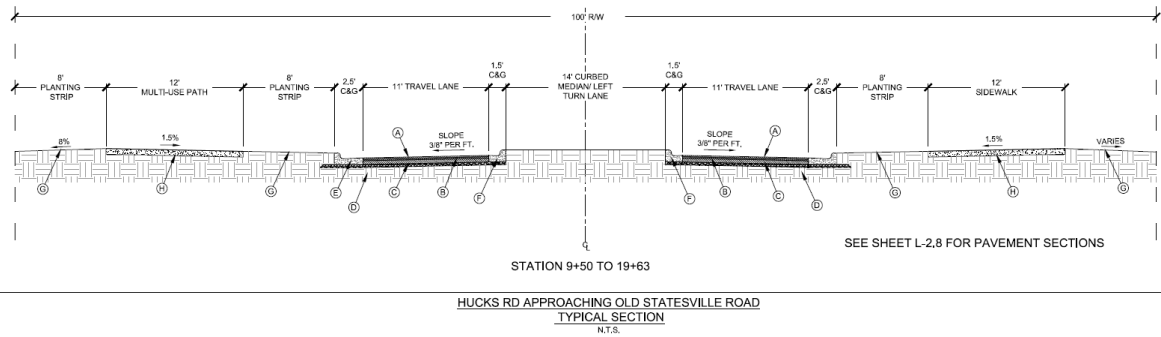 100' R/W
8'
PLANTING
STRIP
12'
MULTI-USE PATH
8'
PLANTING
STRIP
2.5'
C&G
11' TRAVEL LANE
1.5'
C&G
14' CURBED
MEDIAN/ LEFT
TURN LANE
1.5'
C&G
11' TRAVEL LANE
2.5'
C&G
8'
PLANTING
STRIP
12'
SIDEWALK
8%
1.5%
A
SLOPE
3/8" PER FT.
SLOPE
3/8" PER FT.
A
1.5%
VARIES
G
H
G
E
D
C
B
F
F
B
C
D
G
H
G
CL
SEE SHEET L-2.8 FOR PAVEMENT SECTIONS
STATION 9+50 TO 19+63
HUCKS RD APPROACHING OLD STATESVILLE ROAD
TYPICAL SECTION
N.T.S.